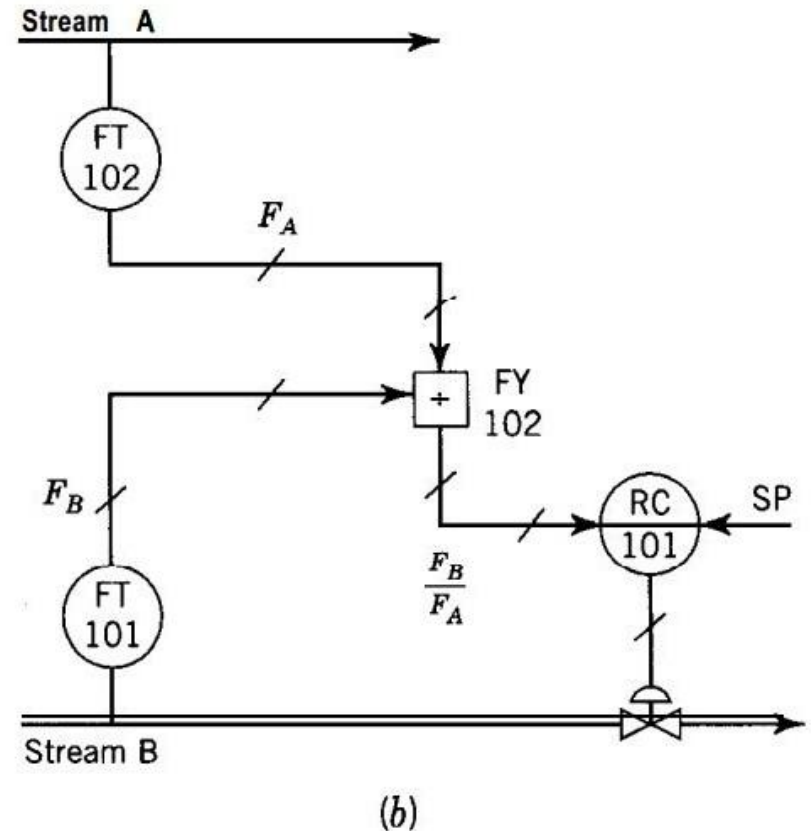 Stream A
FT
102
F_A
÷
FY
102
F_B
RC
101
SP
F_B
F_A
FT
101
Stream B
(b)